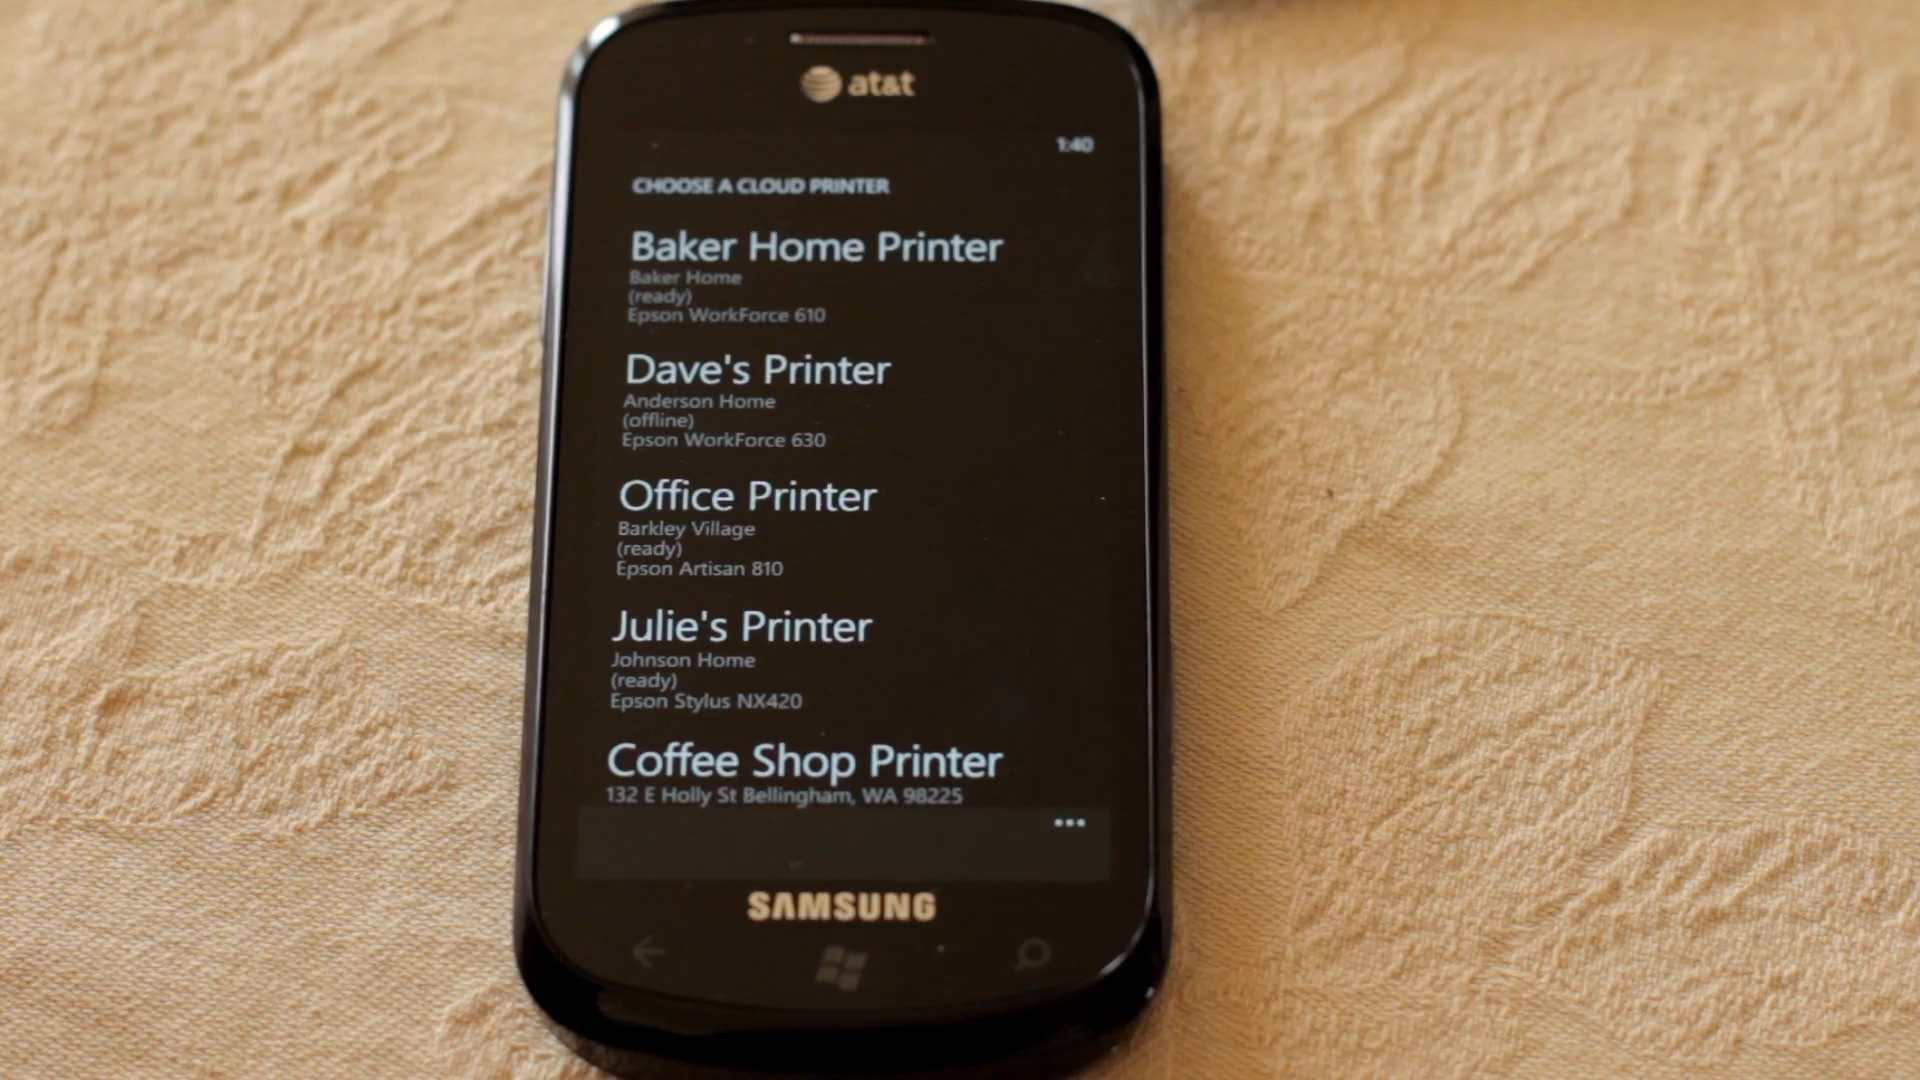 at&t
1:40
CHOOSE A CLOUD PRINTER
Baker Home Printer
Baker Home
(ready)
Epson WorkForce 610
Dave's Printer
Anderson Home
(offline)
Epson WorkForce 630
Office Printer
Barkley Village
(ready)
Epson Artisan 810
Julie's Printer
Johnson Home
(ready)
Epson Stylus NX420
Coffee Shop Printer
132 E Holly St Bellingham, WA 98225
SAMSUNG